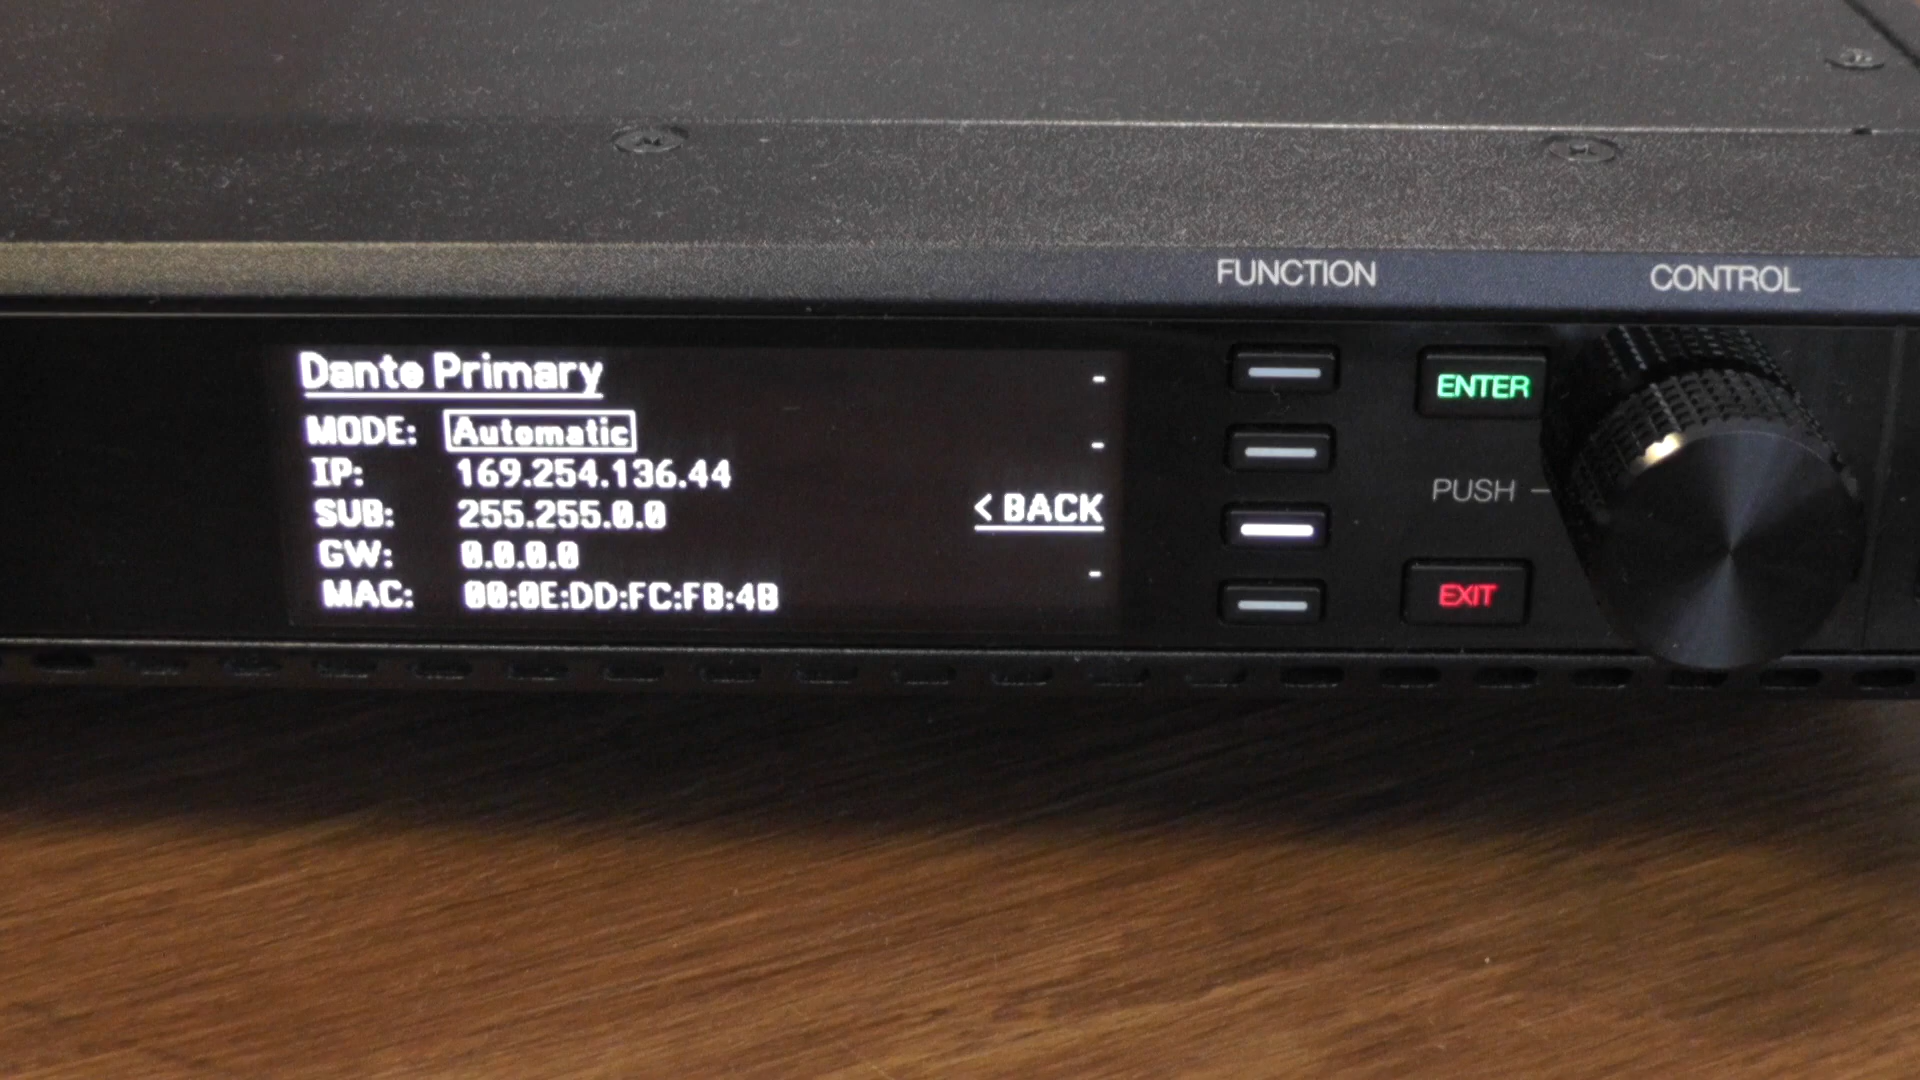 FUNCTION
CONTROL
Dante Primary
-
MODE: Automatic
-
IP: 169.254.136.44
SUB: 255.255.0.0
< BACK
GW: 0.0.0.0
-
MAC: 00:0E:DD:FC:FB:4B
ENTER
PUSH –
EXIT